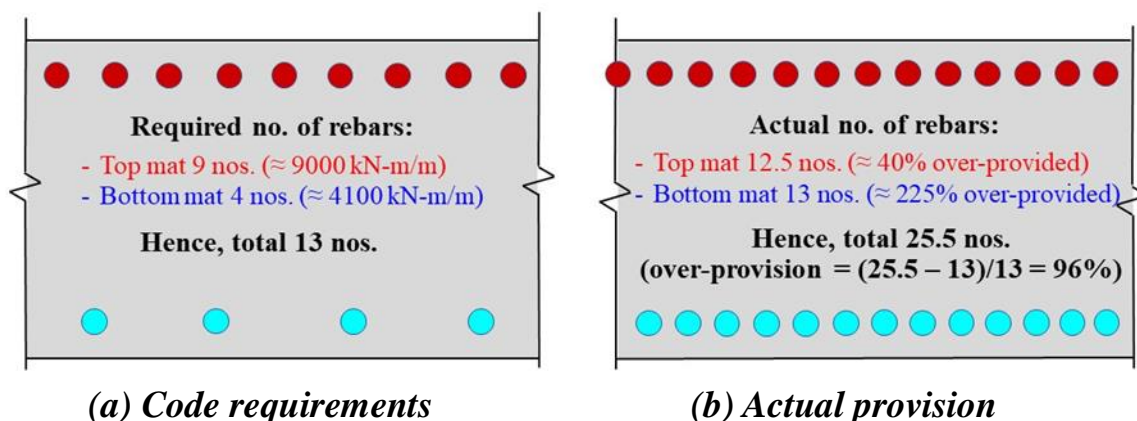 Required no. of rebars:
- Top mat 9 nos. (≈ 9000 kN-m/m)
- Bottom mat 4 nos. (≈ 4100 kN-m/m)
Hence, total 13 nos.
(a) Code requirements
Actual no. of rebars:
- Top mat 12.5 nos. (≈ 40% over-provided)
- Bottom mat 13 nos. (≈ 225% over-provided)
Hence, total 25.5 nos.
(over-provision = (25.5 – 13)/13 = 96%)
(b) Actual provision